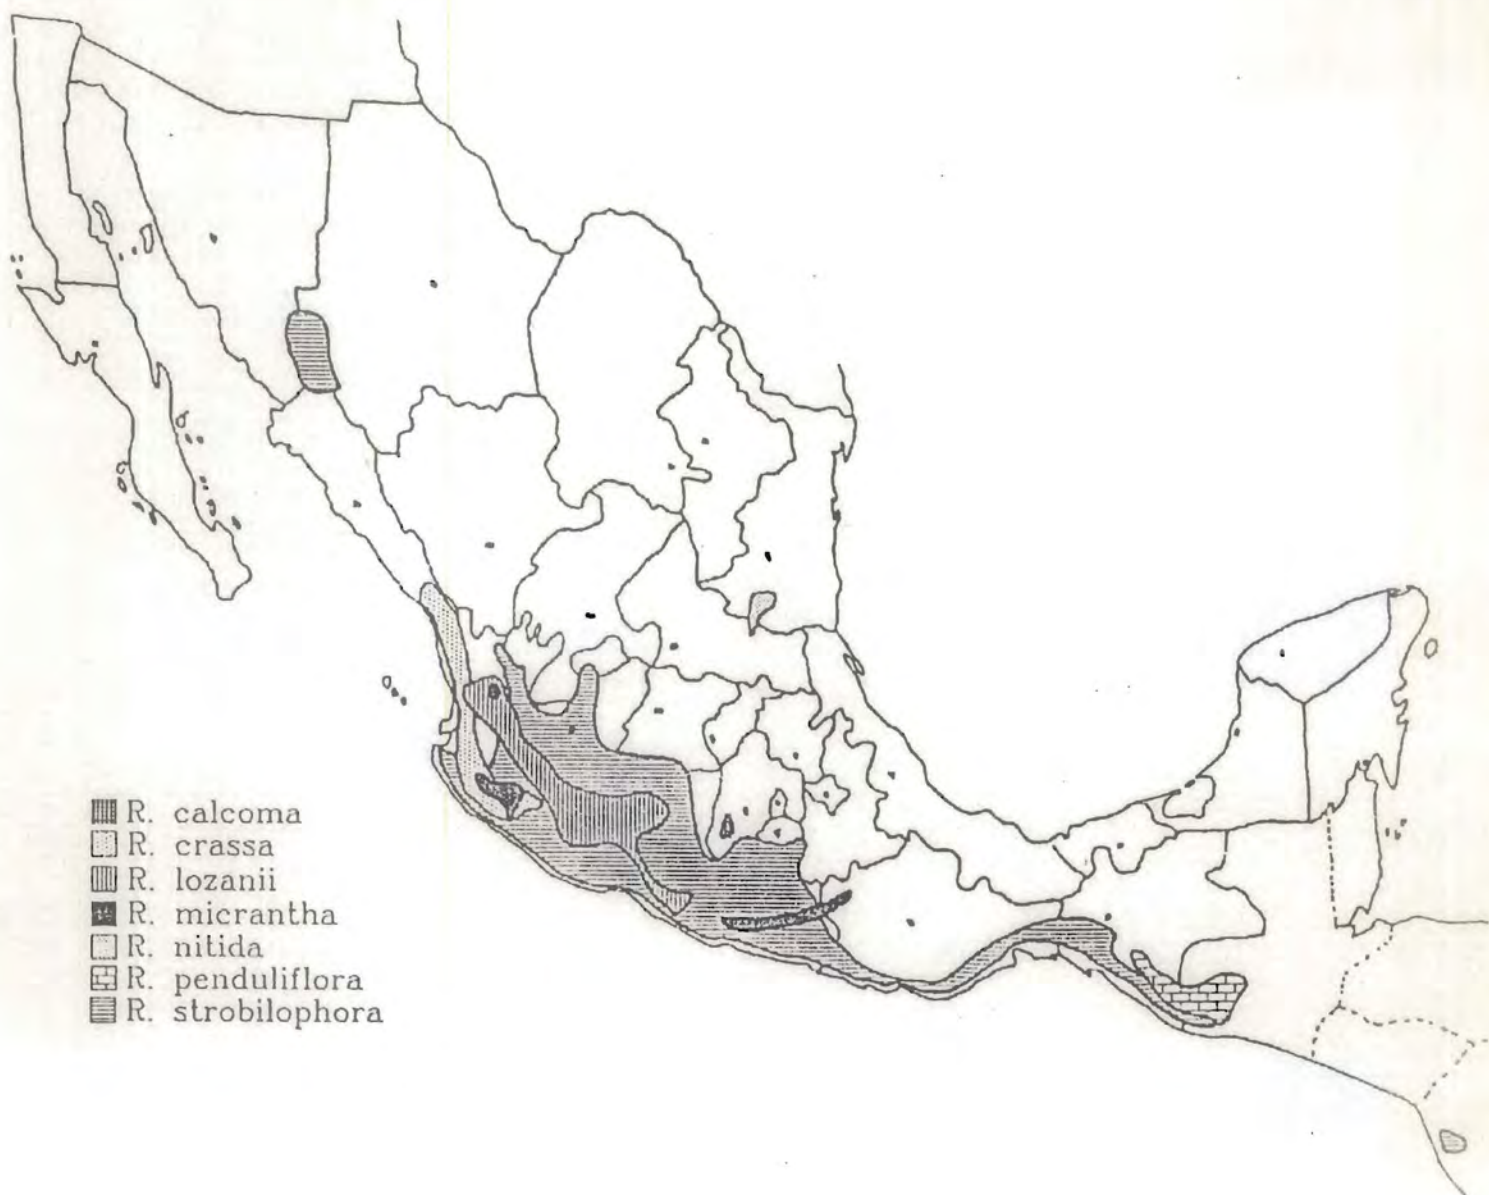 R. calcoma
R. crassa
R. lozanii
R. micrantha
R. nitida
R. penduliflora
R. strobilophora